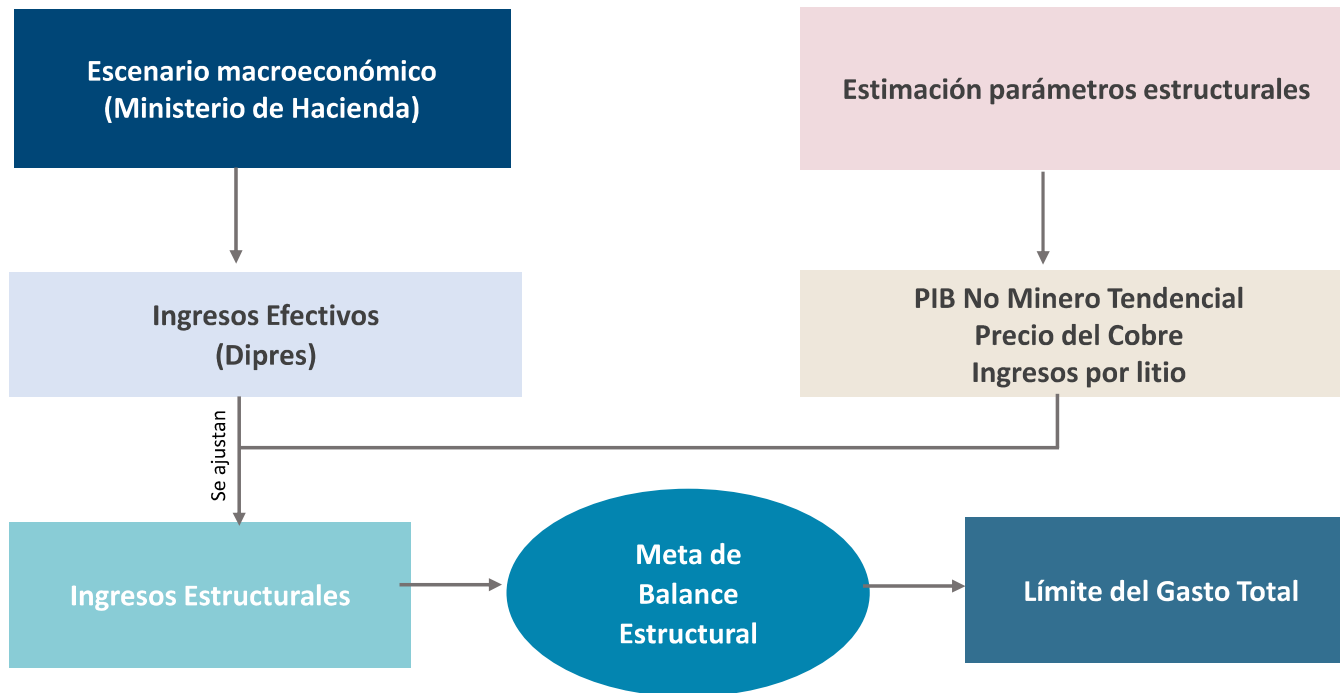 Escenario macroeconómico
(Ministerio de Hacienda)
Estimación parámetros estructurales
Ingresos Efectivos
(Dipres)
PIB No Minero Tendencial
Precio del Cobre
Ingresos por litio
Se ajustan
Ingresos Estructurales
Meta de
Balance
Estructural
Límite del Gasto Total